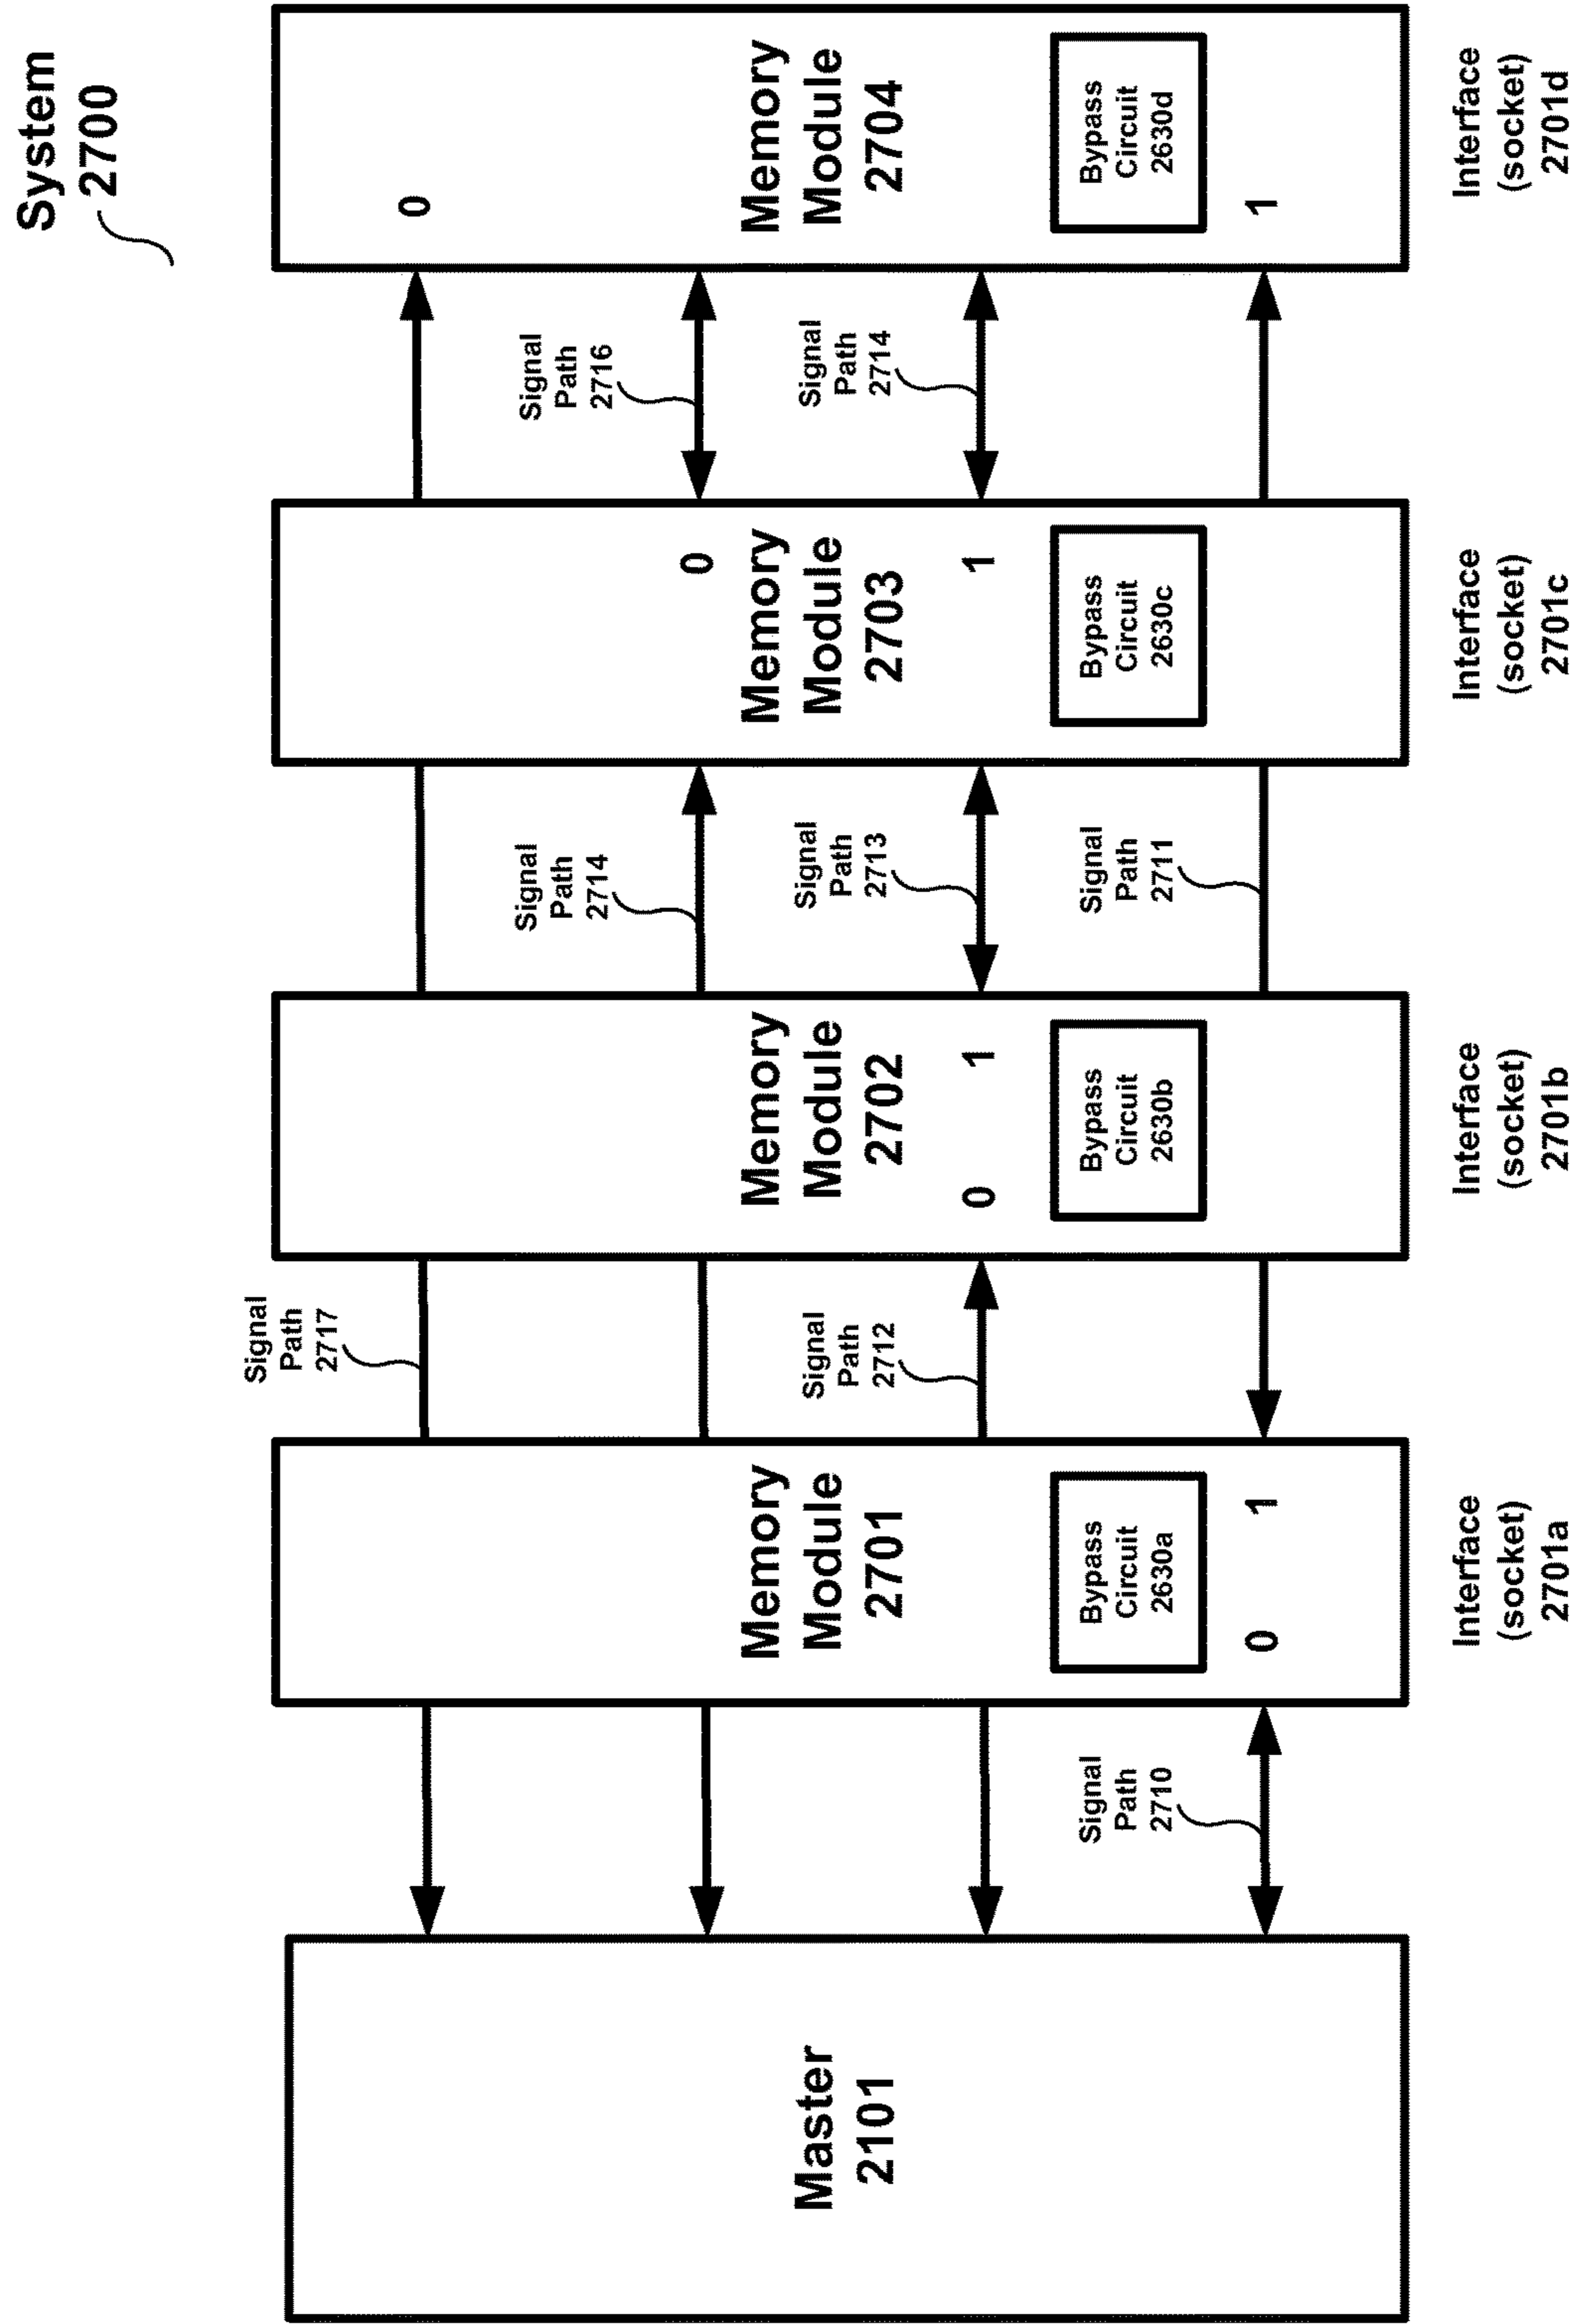 System
2700
Signal
Path
2717
0
Signal
Path
2714
Signal
Path
2716
0
Master
2101
Memory
Module
2701
Memory
Module
2702
Memory
Module
2703
Memory
Module
2704
Signal
Path
2712
Signal
Path
2713
Signal
Path
2714
0 1
1
Signal
Path
2710
Bypass
Circuit
2630a
Bypass
Circuit
2630b
Signal
Path
2711
Bypass
Circuit
2630c
Bypass
Circuit
2630d
0 1
1
Interface
(socket)
2701a
Interface
(socket)
2701b
Interface
(socket)
2701c
Interface
(socket)
2701d